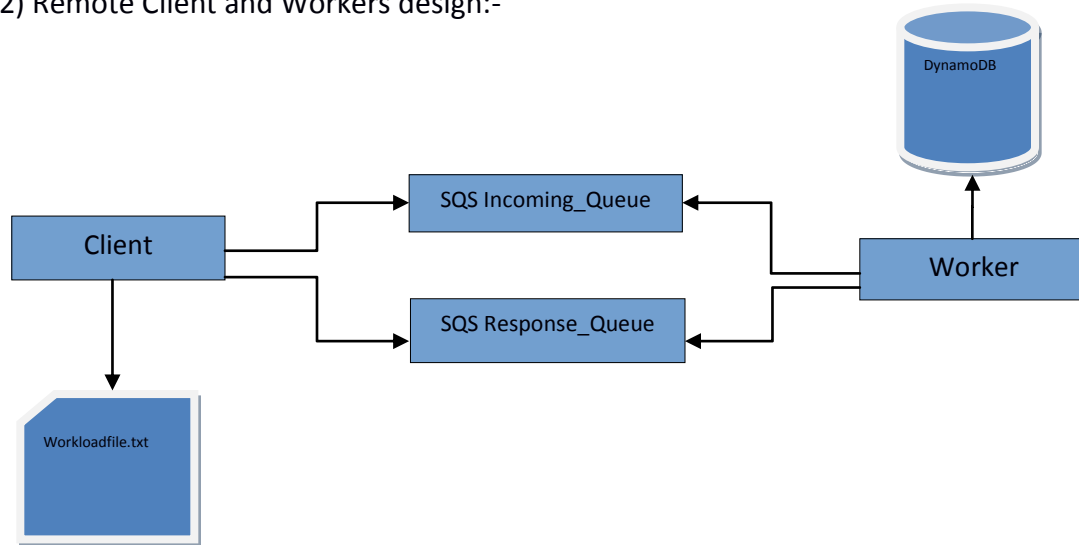 2) Remote Client and Workers design:-
DynamoDB
SQS Incoming_Queue
Client
Worker
SQS Response_Queue
Workloadfile.txt